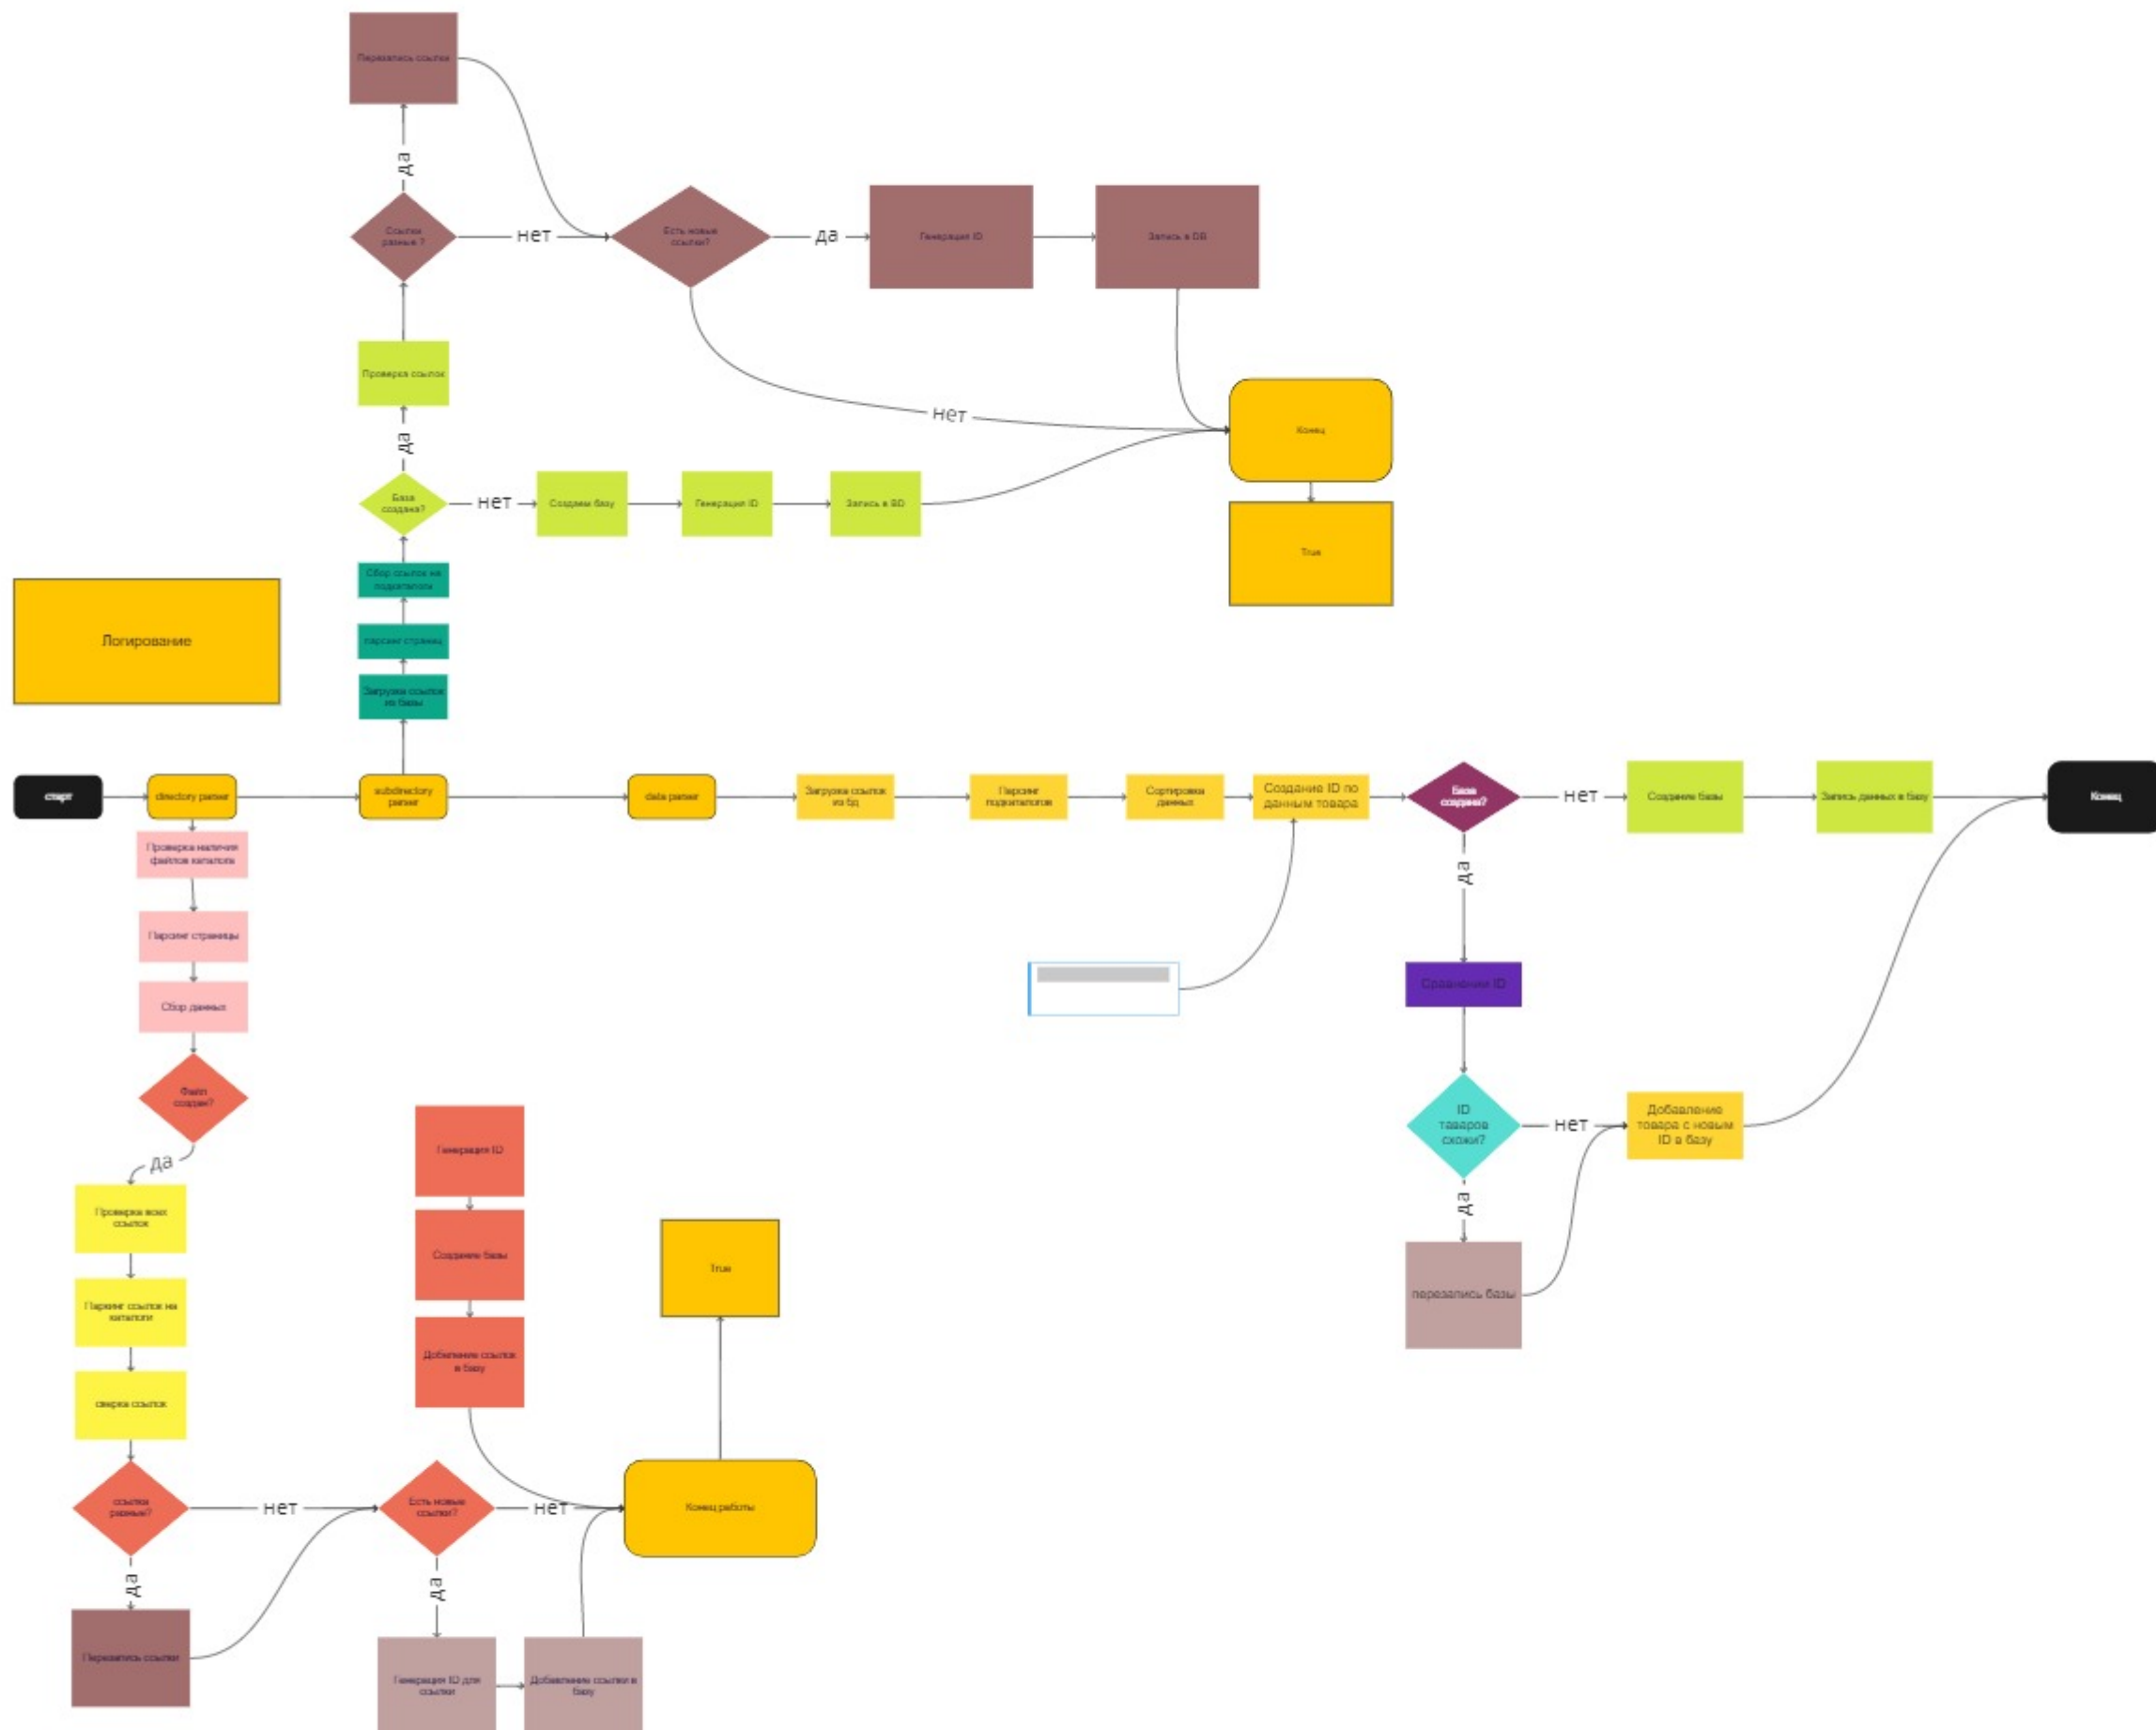 Перезапись ссылки
да
Ссылки
разные ?
нет
Есть новые
ссылки?
да
Генерация ID
Запись в DB
Проверка ссылок
нет
Конец
да
База
создана?
нет
Создаем базу
Генерация ID
Запись в BD
True
Сбор ссылок на
подкаталоги
Логирование
парсинг страниц
Загрузка ссылок
из базы
старт
directory parser
subdirectory
parser
data parser
Загрузка ссылок
из бд
Парсинг
подкаталогов
Сортировка
данных
Создание ID по
данным товара
База
создана?
нет
Создание базы
Запись данных в базу
Конец
Проверка наличия
файлов каталога
да
Парсинг страницы
Сравнении ID
Сбор данных
Файл
создан?
ID
таваров
схожи?
нет
Добавление
товара с новым
ID в базу
да
Генерация ID
да
Проверка всех
ссылок
Создание базы
True
перезапись базы
Паркинг ссылок на
каталоги
Добвление ссылок
в базу
сверка ссылок
ссылки
разные?
нет
Есть новые
ссылки?
нет
Конец работы
да
да
Перезапись ссылки
Генерация ID для
ссылки
Добавление ссылки в
базу